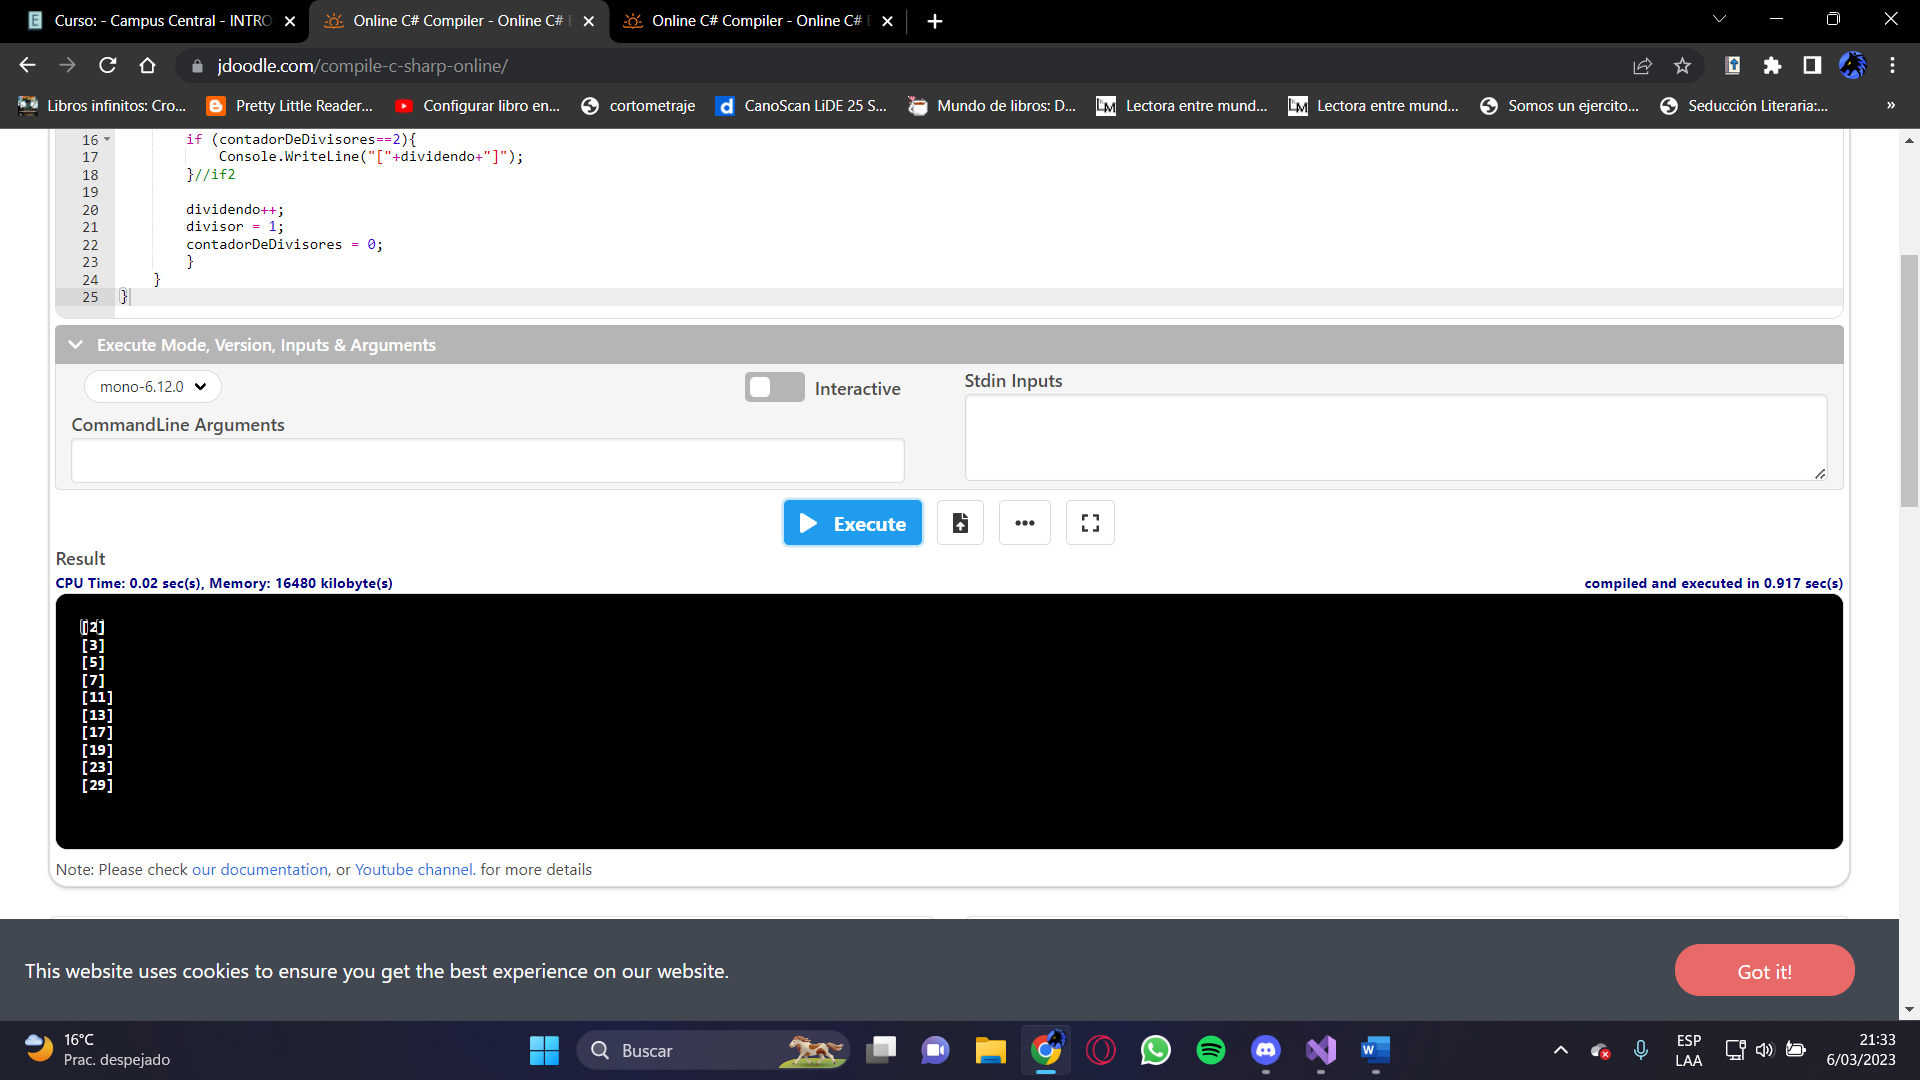 Curso: - Campus Central - INTRO
Online C# Compiler - Online C# E
Online C# Compiler - Online C# E
jdoodle.com/compile-c-sharp-online/
Libros infinitos: Cro...
Pretty Little Reader...
Configurar libro en...
cortometraje
CanoScan LiDE 25 S...
Mundo de libros: D...
Lectora entre mund...
Lectora entre mund...
Somos un ejercito...
Seducción Literaria:...
»
16 if (contadorDeDivisores==2){
17 Console.WriteLine("["+dividendo+"]");
18 }//if2
19
20 dividendo++;
21 divisor = 1;
22 contadorDeDivisores = 0;
23 }
24 }
25 }
Execute Mode, Version, Inputs & Arguments
mono-6.12.0
Interactive
Stdin Inputs
CommandLine Arguments
Execute
Result
CPU Time: 0.02 sec(s), Memory: 16480 kilobyte(s)
compiled and executed in 0.917 sec(s)
[2]
[3]
[5]
[7]
[11]
[13]
[17]
[19]
[23]
[29]
Note: Please check our documentation, or Youtube channel. for more details
This website uses cookies to ensure you get the best experience on our website.
Got it!
16°C
Prac. despejado
Buscar
ESP
LAA
21:33
6/03/2023